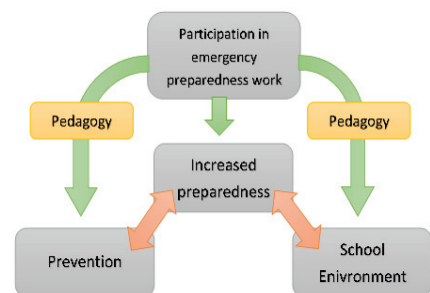 Participation in
emergency
preparedness work
Pedagogy
Pedagogy
Increased
preparedness
Prevention
School
Enivronment